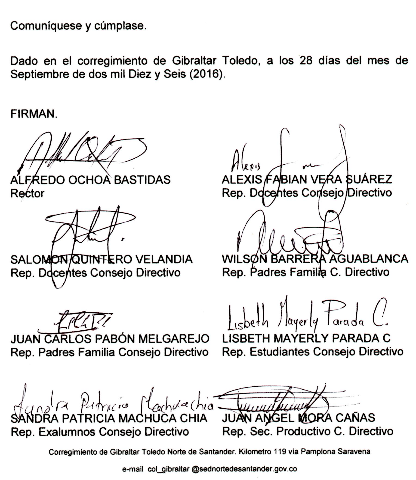 Comuníquese y cúmplase.
Dado en el corregimiento de Gibraltar Toledo, a los 28 días del mes de
Septiembre de dos mil Diez y Seis (2016).
FIRMAN.
ALFREDO OCHOA BASTIDAS
Rector
Alexis
ALEXIS FABIAN VERA SUÁREZ
Rep. Docentes Consejo Directivo
SALOMON QUINTERO VELANDIA
Rep. Docentes Consejo Directivo
WILSON BARRERA AGUABLANCA
Rep. Padres Familia C. Directivo
JUAN CARLOS PABÓN MELGAREJO
Rep. Padres Familia Consejo Directivo
Lisbeth Mayerly Parada C.
LISBETH MAYERLY PARADA C
Rep. Estudiantes Consejo Directivo
Sandra Patricia Machuca chia
SANDRA PATRICIA MACHUCA CHIA
Rep. Exalumnos Consejo Directivo
JUAN ANGEL MORA CAÑAS
Rep. Sec. Productivo C. Directivo
Corregimiento de Gibraltar Toledo Norte de Santander. Kilometro 119 vía Pamplona Saravena
e-mail col_gibraltar @sednortedesantander.gov.co